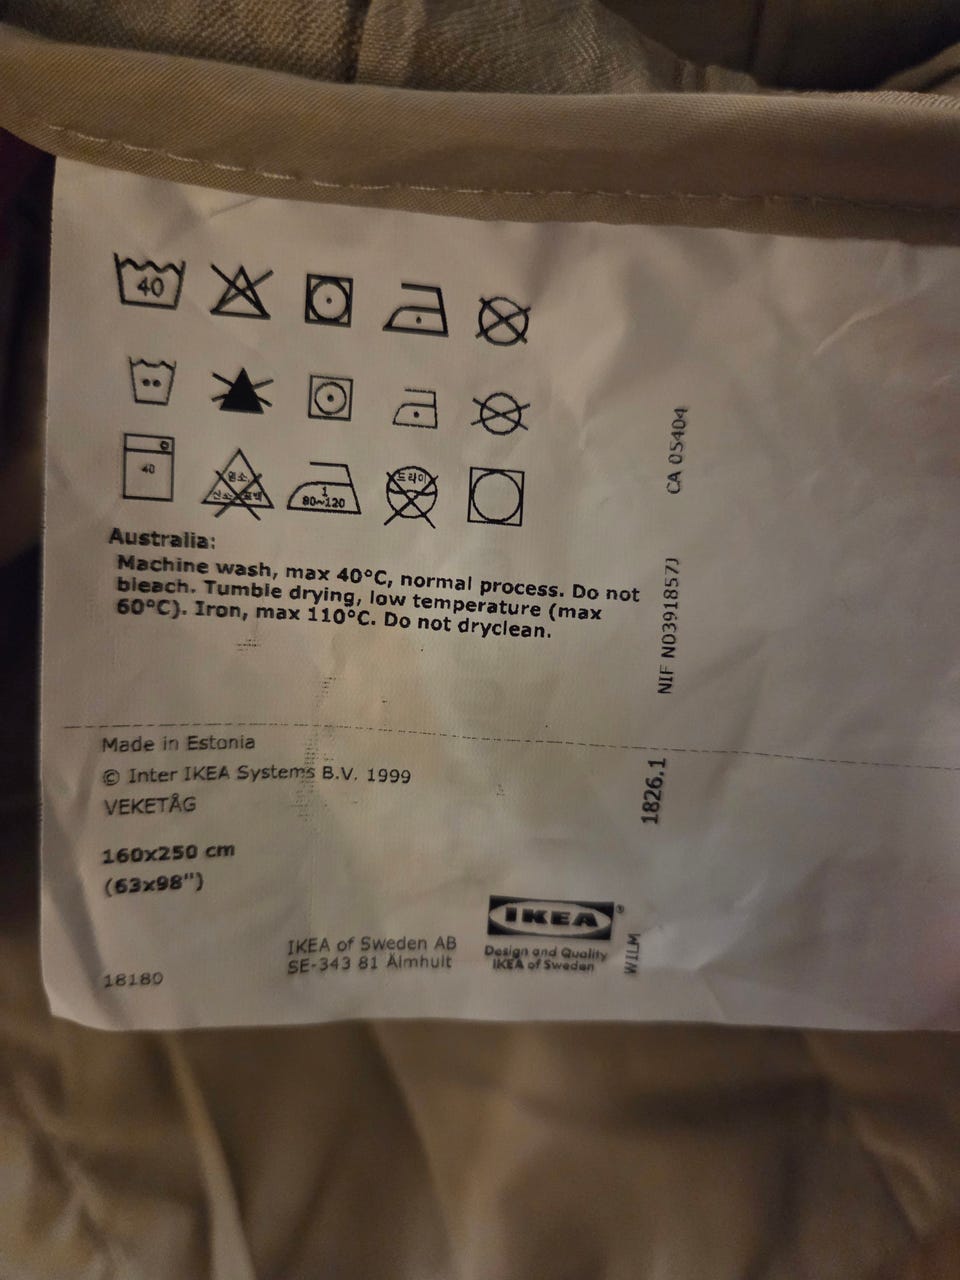 40
40
염소
산소 표백
1
80~120
드라이
Australia:
Machine wash, max 40°C, normal process. Do not
bleach. Tumble drying, low temperature (max
60°C). Iron, max 110°C. Do not dryclean.
Made in Estonia
© Inter IKEA Systems B.V. 1999
VEKETÅG
160x250 cm
(63x98")
18180
IKEA of Sweden AB
SE-343 81 Älmhult
IKEA®
Design and Quality
IKEA of Sweden
CA 05404
NIF N0391857J
1826.1
WILM